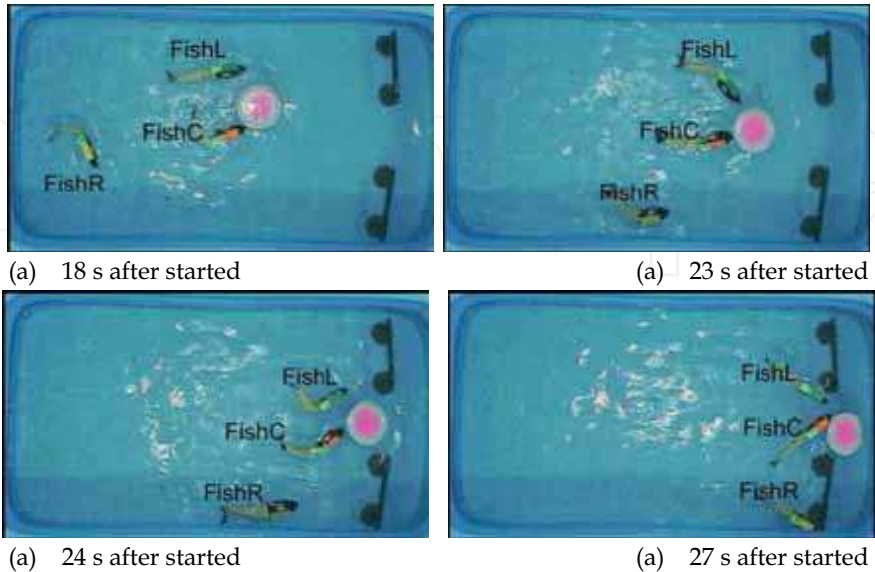 FishL
FishC
FishR
FishL
FishC
FishR
(a) 18 s after started
(a) 23 s after started
FishL
FishC
FishR
FishL
FishC
FishR
(a) 24 s after started
(a) 27 s after started